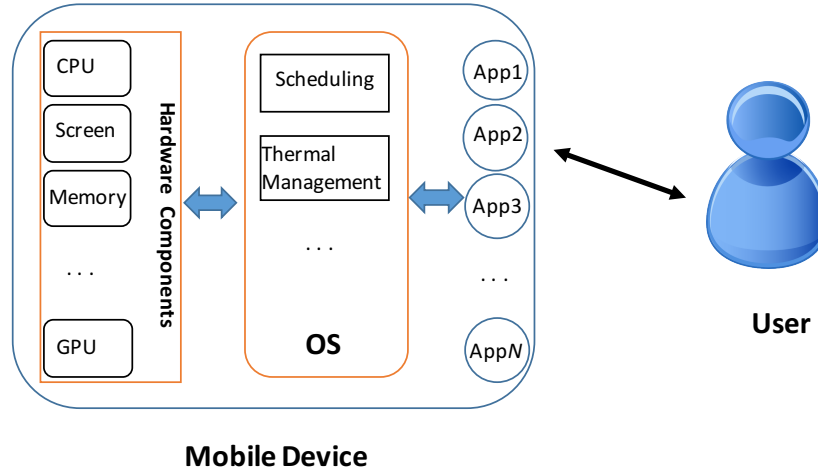 CPU
Screen
Memory
. . .
GPU
Hardware Components
Scheduling
Thermal
Management
. . .
OS
App1
App2
App3
. . .
AppN
User
Mobile Device